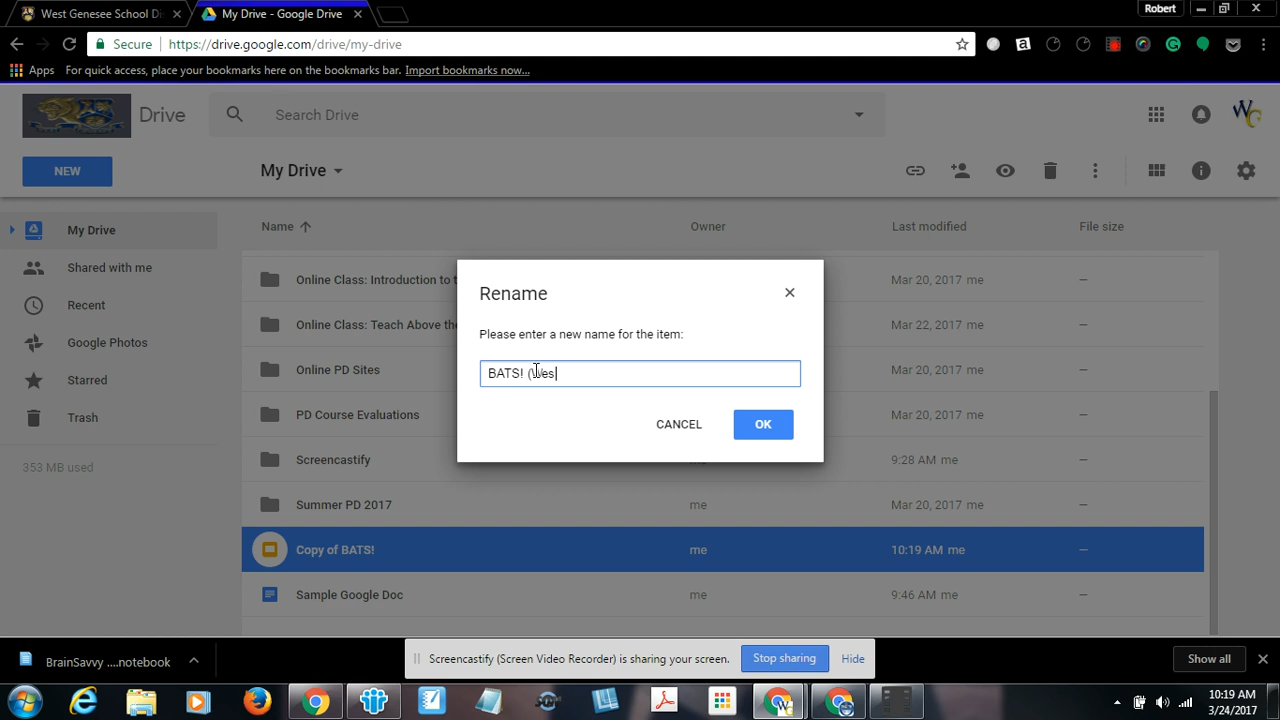 West Genesee School Di
My Drive - Google Drive
Robert
Secure https://drive.google.com/drive/my-drive
Apps For quick access, place your bookmarks here on the bookmarks bar. Import bookmarks now...
Drive
Search Drive
NEW
My Drive
My Drive
Shared with me
Recent
Google Photos
Starred
Trash
353 MB used
Name Owner Last modified File size
Online Class: Introduction to t Mar 20, 2017 me —
Online Class: Teach Above the Mar 22, 2017 me —
Online PD Sites Mar 20, 2017 me —
PD Course Evaluations Mar 20, 2017 me —
Screencastify me 9:28 AM me —
Summer PD 2017 me Mar 20, 2017 me —
Copy of BATS! me 10:19 AM me —
Sample Google Doc me 9:46 AM me —
Rename
Please enter a new name for the item:
BATS! (Wes
CANCEL OK
BrainSavvy ....notebook
Screencastify (Screen Video Recorder) is sharing your screen. Stop sharing Hide
Show all
10:19 AM
3/24/2017